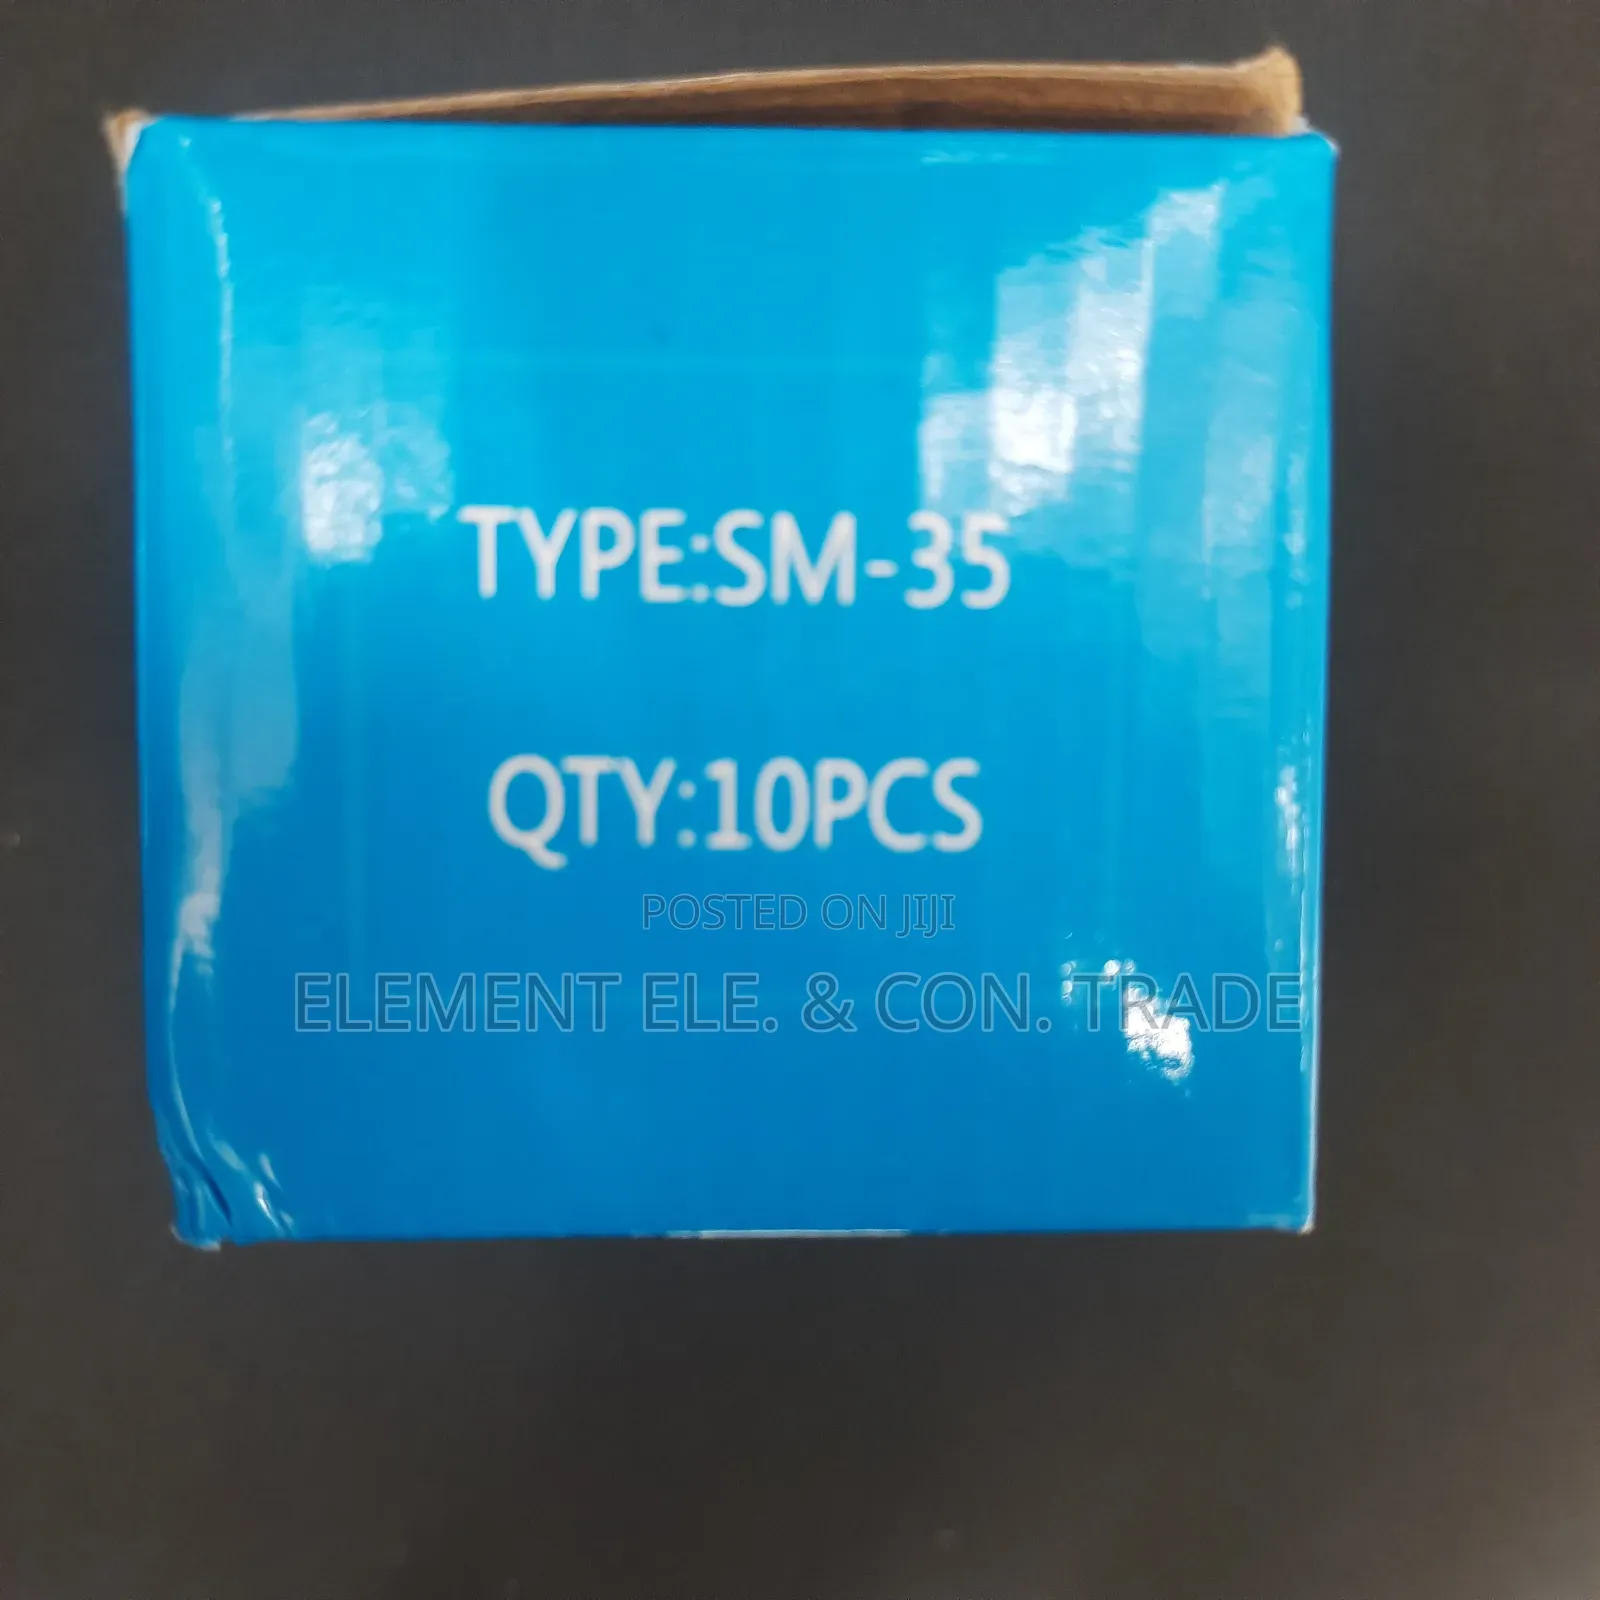 TYPE:SM-35
QTY:10PCS
POSTED ON JIJI
ELEMENT ELE. & CON. TRADE